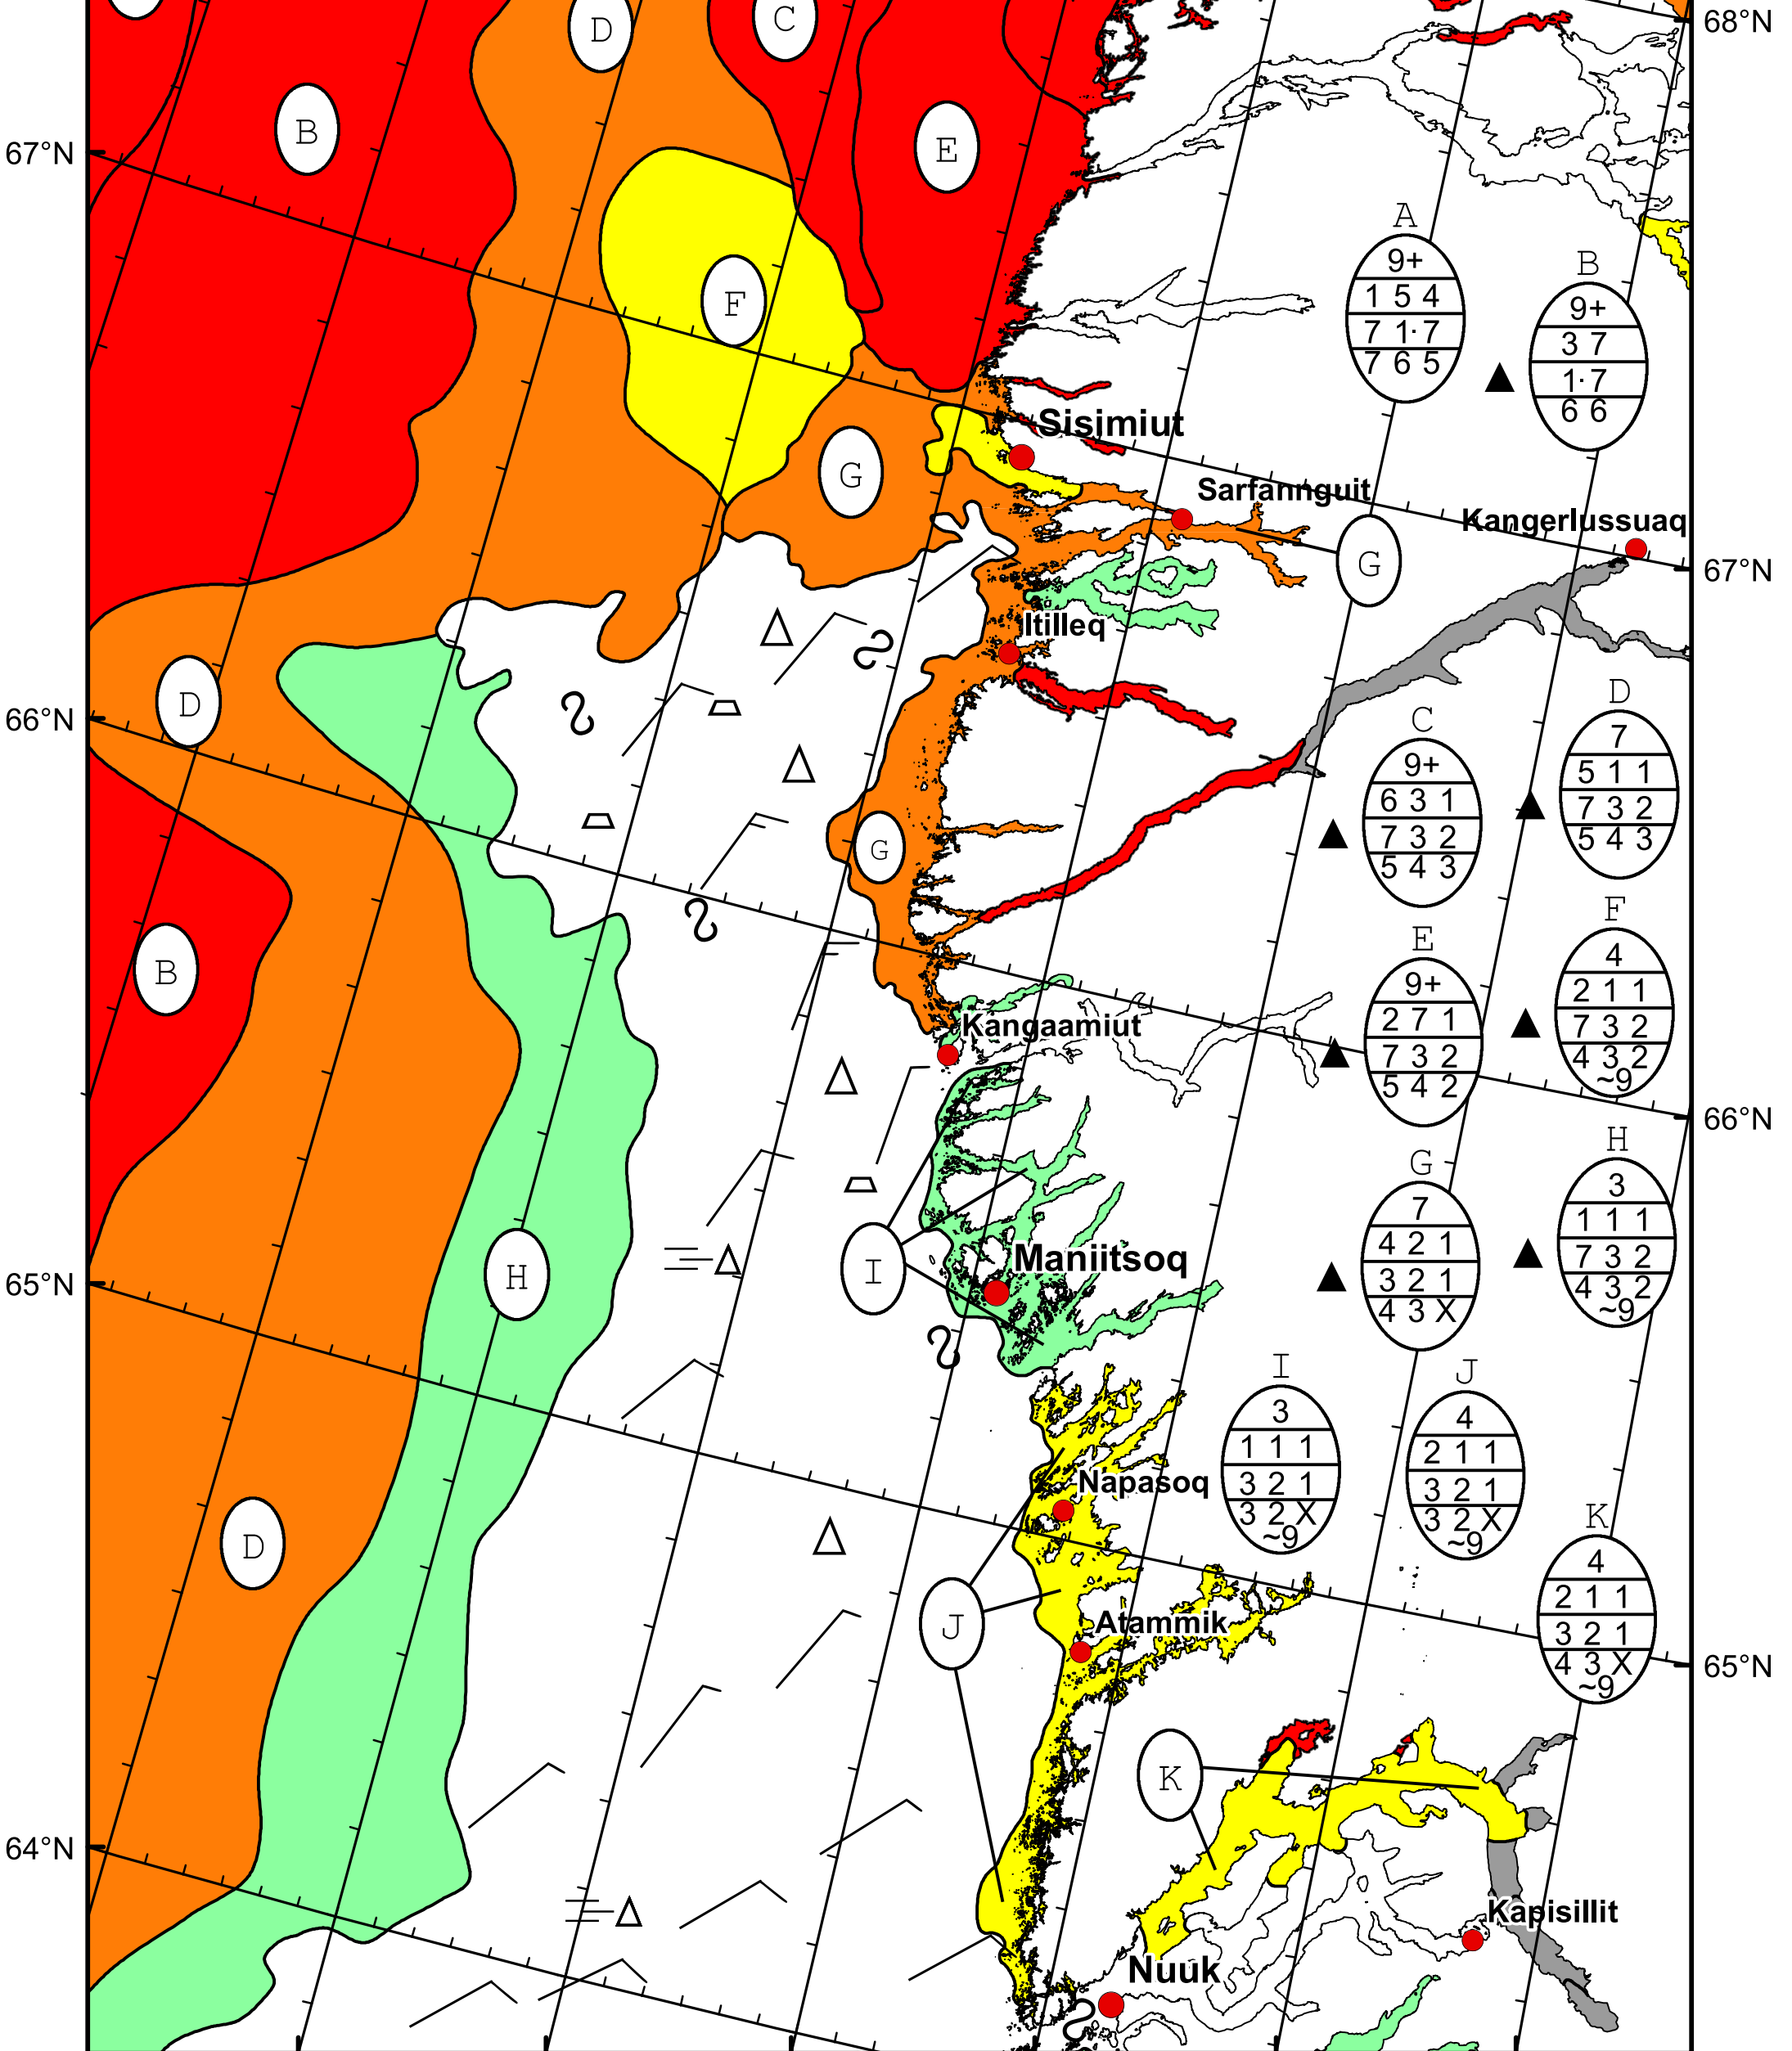 68°N
D
C
B
67°N
E
A
9+
1 5 4
7 1· 7
7 6 5
B
9+
3 7
1· 7
6 6
F
Sisimiut
G
Sarfannguit
Kangerlussuaq
G
67°N
Itilleq
D
66°N
C
9+
6 3 1
7 3 2
5 4 3
D
7
5 1 1
7 3 2
5 4 3
G
B
E
9+
2 7 1
7 3 2
5 4 2
F
4
2 1 1
7 3 2
4 3 2
~9
Kangaamiut
66°N
G
7
4 2 1
3 2 1
4 3 X
H
3
1 1 1
7 3 2
4 3 2
~9
65°N
H
I
Maniitsoq
I
3
1 1 1
3 2 1
3 2 X
~9
J
4
2 1 1
3 2 1
3 2 X
~9
Napasoq
D
K
4
2 1 1
3 2 1
4 3 X
~9
J
Atammik
65°N
K
64°N
Kapisillit
Nuuk